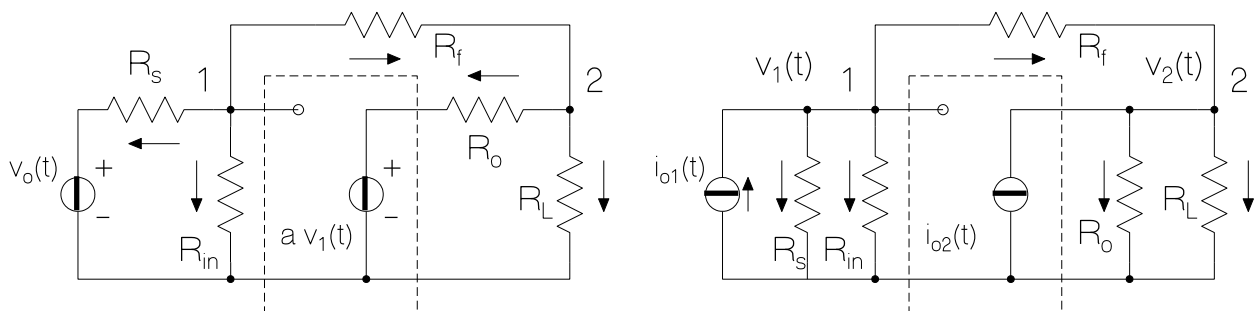 R_f
R_s
1
2
R_o
v_o(t)
+
+
-
-
R_L
R_in
a v_1(t)
v_1(t)
1
R_f
v_2(t)
2
i_o1(t)
R_s
R_in
i_o2(t)
R_o
R_L